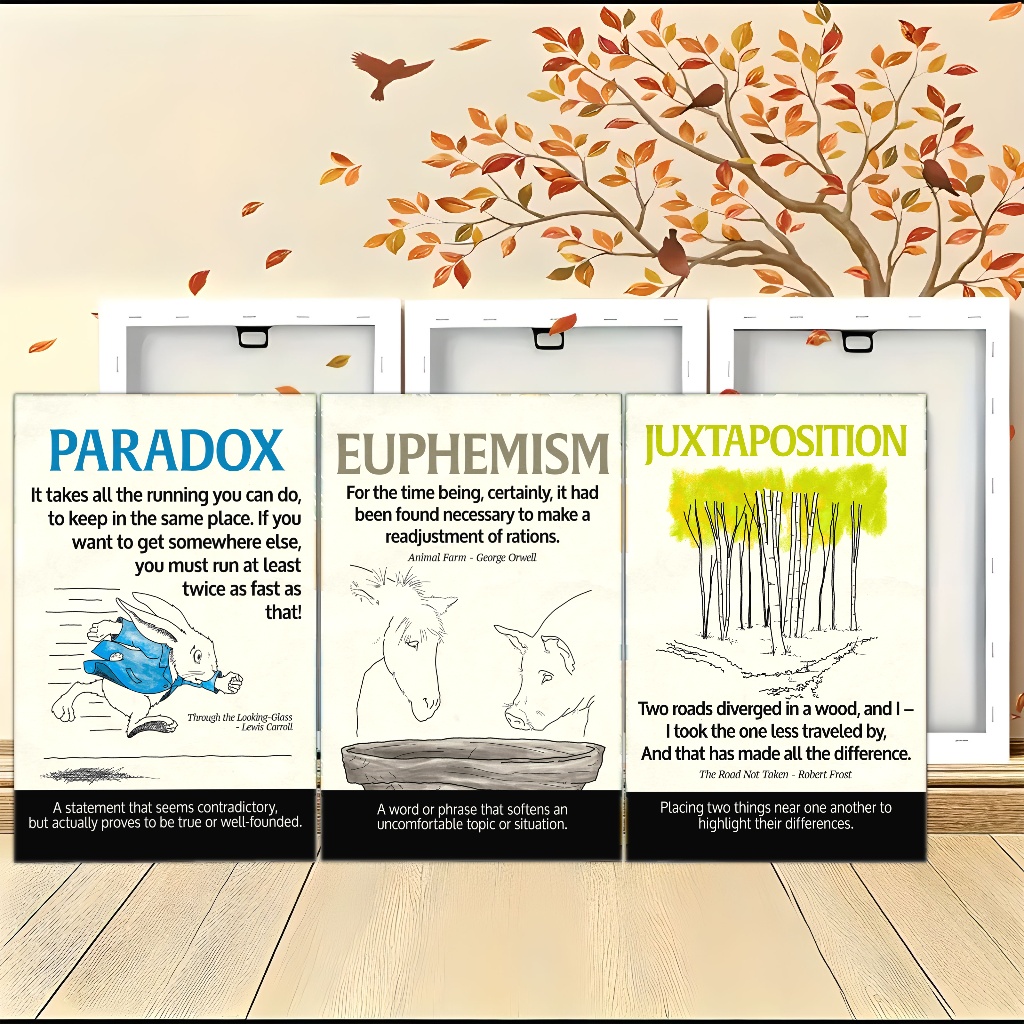 PARADOX
It takes all the running you can do,
to keep in the same place. If you
want to get somewhere else,
you must run at least
twice as fast as
that!
Through the Looking-Glass
- Lewis Carroll
A statement that seems contradictory,
but actually proves to be true or well-founded.
EUPHEMISM
For the time being, certainly, it had
been found necessary to make a
readjustment of rations.
Animal Farm - George Orwell
A word or phrase that softens an
uncomfortable topic or situation.
JUXTAPOSITION
Two roads diverged in a wood, and I –
I took the one less traveled by,
And that has made all the difference.
The Road Not Taken - Robert Frost
Placing two things near one another to
highlight their differences.